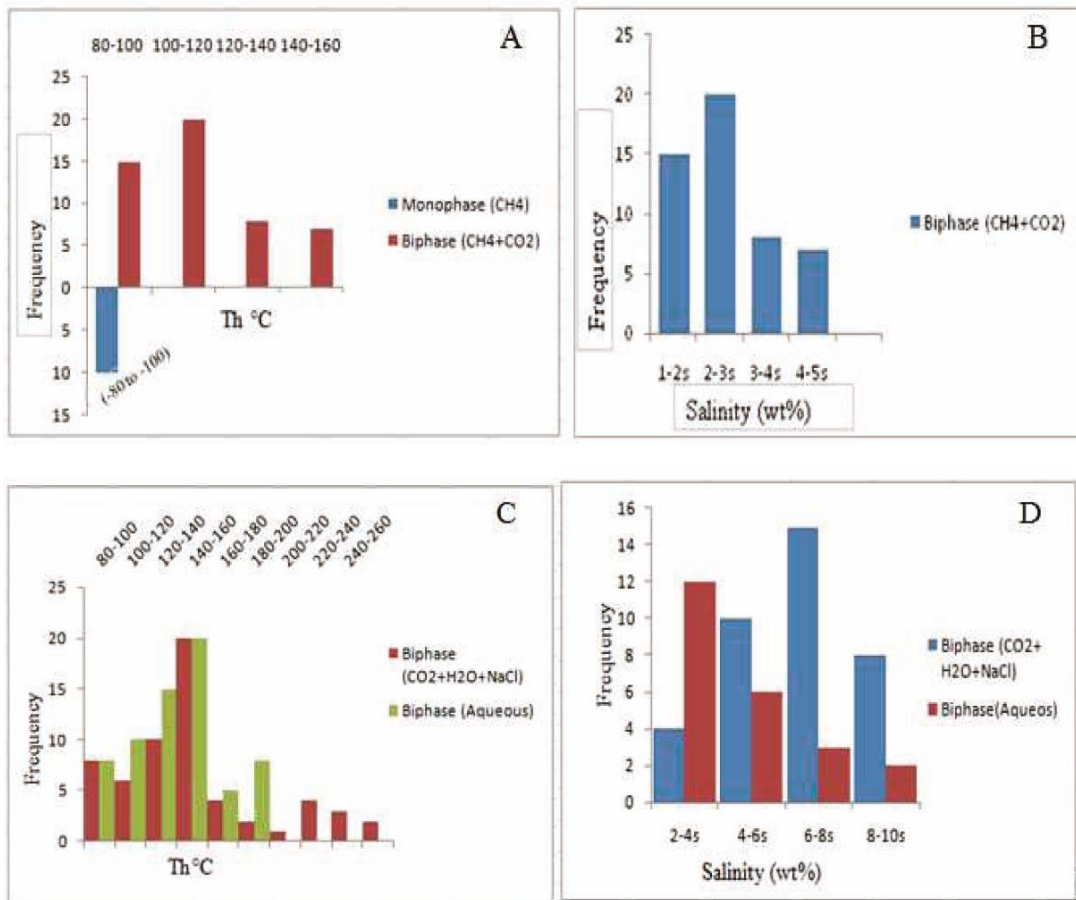 A
80-100 100-120 120-140 140-160
25
20
15
10
5
0
5
10
15
Frequency
Th °C
(-80 to -100)
Monophase (CH4)
Biphase (CH4+CO2)
B
25
20
15
10
5
0
Frequency
1-2s 2-3s 3-4s 4-5s
Salinity (wt%)
Biphase (CH4+CO2)
C
80-100 100-120 120-140 140-160 160-180 180-200 200-220 220-240 240-260
25
20
15
10
5
0
Frequency
Th°C
Biphase
(CO2+H2O+NaCl)
Biphase (Aqueous)
D
16
14
12
10
8
6
4
2
0
Frequency
2-4s 4-6s 6-8s 8-10s
Salinity (wt%)
Biphase (CO2+
H2O+NaCl)
Biphase(Aqueos)